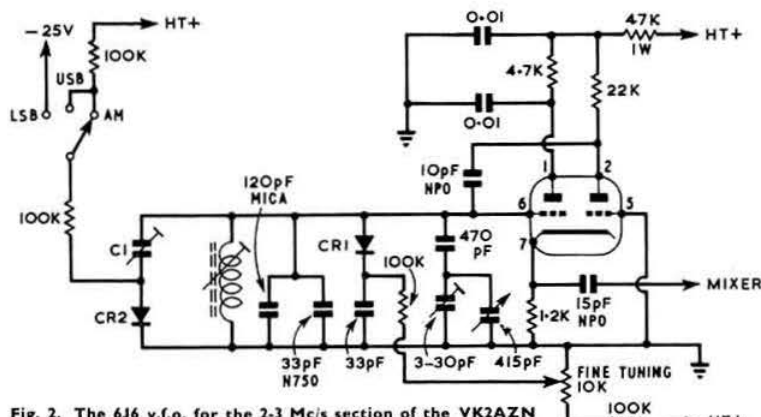 -25V
HT+
100K
USB
LSB
AM
100K
C1
CR2
120pF
MICA
33pF
N750
CR1
33pF
100K
470
pF
3-30pF
415pF
10pF
NPO
0·01
0·01
4·7K
47K
1W
HT+
22K
1
2
6
5
7
15pF
NPO
MIXER
1·2K
FINE TUNING
10K
100K
Fig. 2. The 6J6 v.f.o. for the 2-3 Mc/s section of the VK2AZN